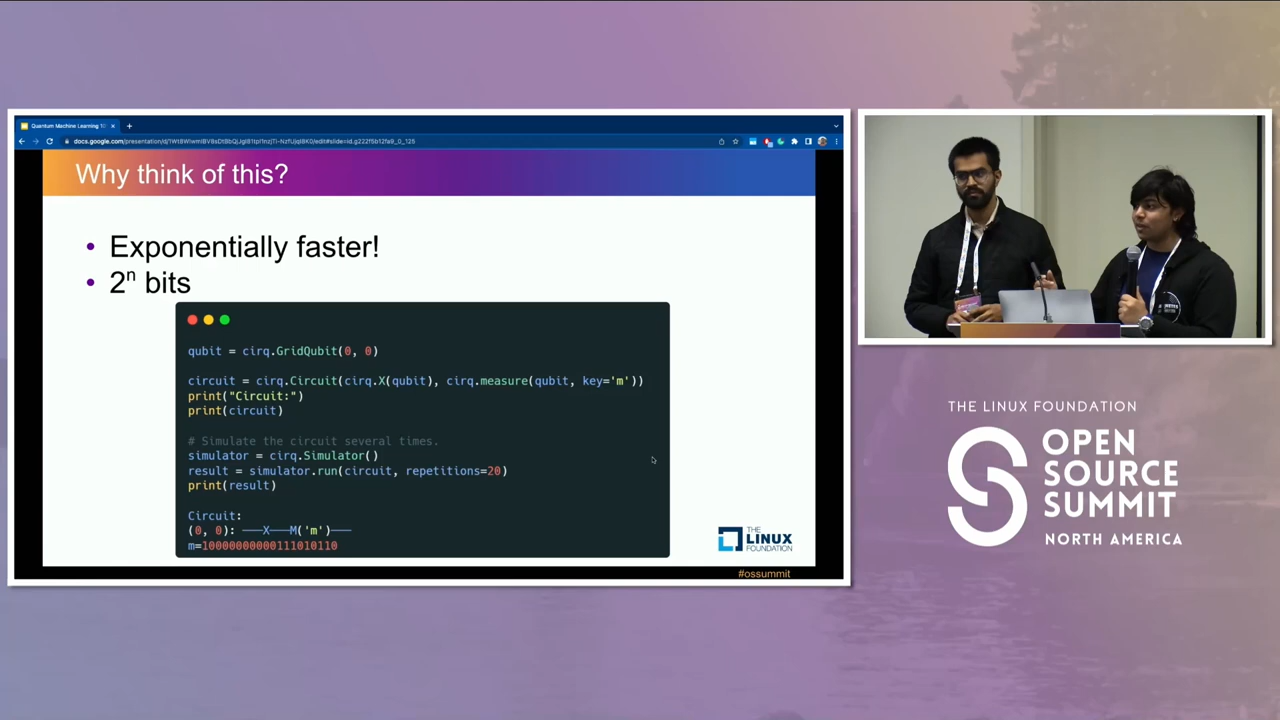 Quantum Machine Learning 10
Why think of this?
• Exponentially faster!
• 2ⁿ bits
qubit = cirq.GridQubit(0, 0)
circuit = cirq.Circuit(cirq.X(qubit), cirq.measure(qubit, key='m'))
print("Circuit:")
print(circuit)
# Simulate the circuit several times.
simulator = cirq.Simulator()
result = simulator.run(circuit, repetitions=20)
print(result)
Circuit:
(0, 0): ───X───M('m')───
m=10000000000111010110
THE
LINUX
FOUNDATION
#ossummit
THE LINUX FOUNDATION
OPEN
SOURCE
SUMMIT
NORTH AMERICA